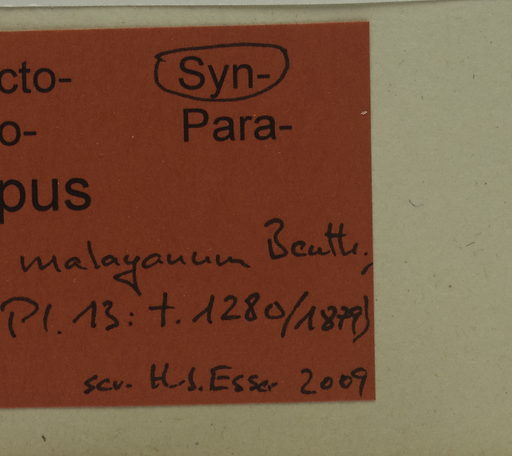 cto- Syn-
o- Para-
pus
malayanum Benth.,
Pl. 13: t. 1280 (1879)
scr. H.-J. Esser 2009